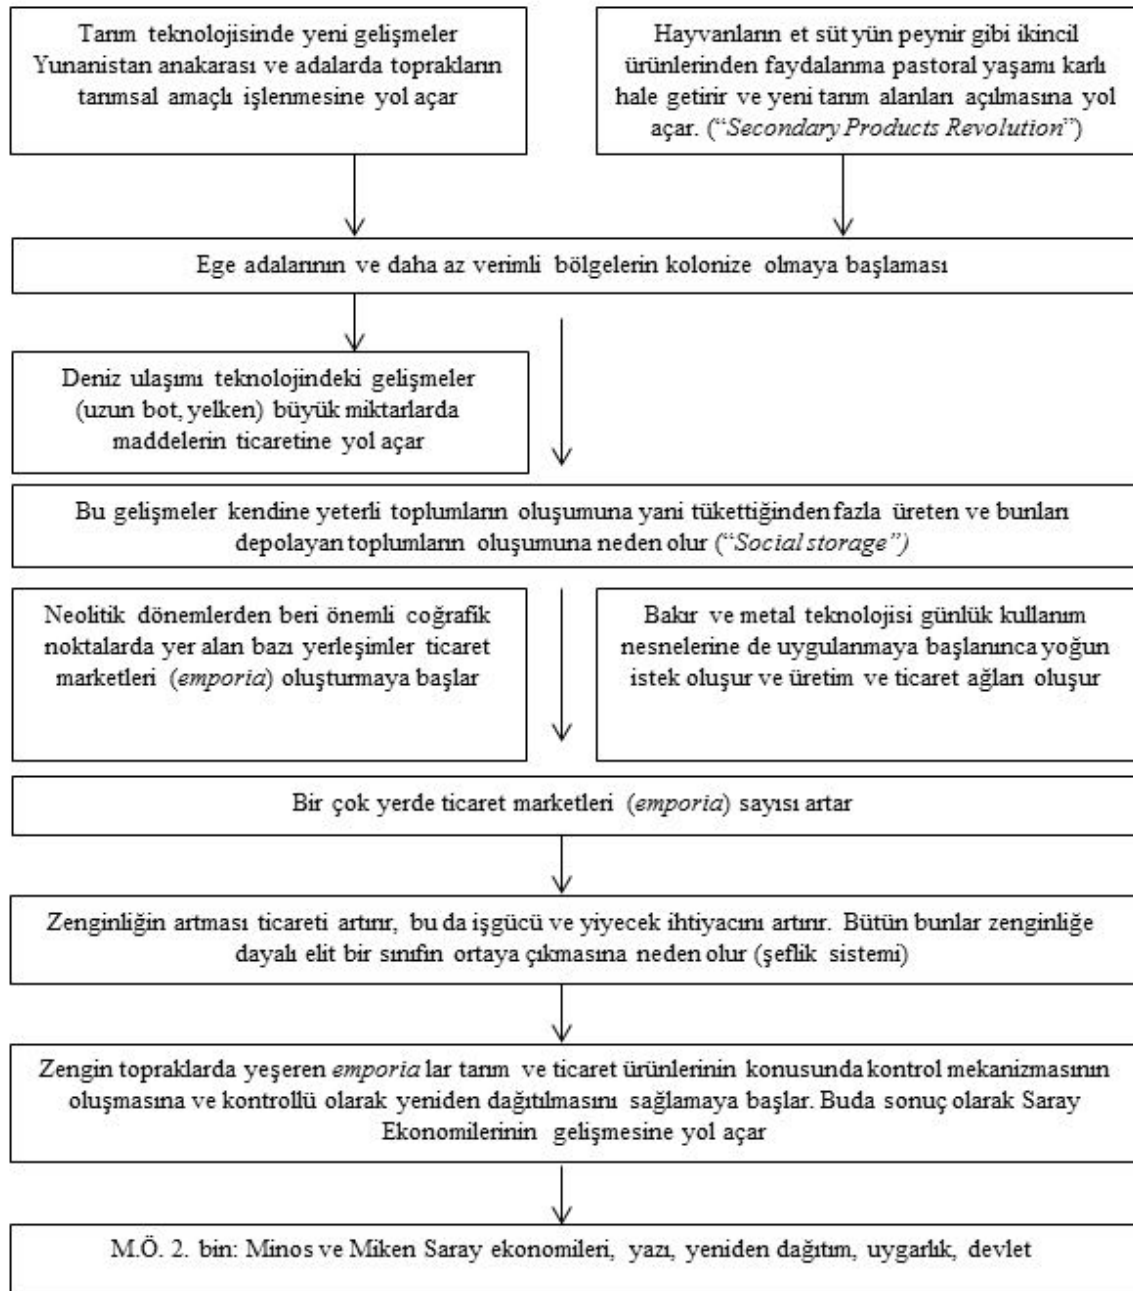 Tarım teknolojisinde yeni gelişmeler
Yunanistan anakarası ve adalarda toprakların
tarımsal amaçlı işlenmesine yol açar
Hayvanların et süt yün peynir gibi ikincil
ürünlerinden faydalanma pastoral yaşamı karlı
hale getirir ve yeni tarım alanları açılmasına yol
açar. (“Secondary Products Revolution”)
Ege adalarının ve daha az verimli bölgelerin kolonize olmaya başlaması
Deniz ulaşımı teknolojindeki gelişmeler
(uzun bot, yelken) büyük miktarlarda
maddelerin ticaretine yol açar
Bu gelişmeler kendine yeterli toplumların oluşumuna yani tükettiğinden fazla üreten ve bunları
depolayan toplumların oluşumuna neden olur (“Social storage”)
Neolitik dönemlerden beri önemli coğrafik
noktalarda yer alan bazı yerleşimler ticaret
marketleri (emporia) oluşturmaya başlar
Bakır ve metal teknolojisi günlük kullanım
nesnelerine de uygulanmaya başlanınca yoğun
istek oluşur ve üretim ve ticaret ağları oluşur
Bir çok yerde ticaret marketleri (emporia) sayısı artar
Zenginliğin artması ticareti artırır, bu da işgücü ve yiyecek ihtiyacını artırır. Bütün bunlar zenginliğe
dayalı elit bir sınıfın ortaya çıkmasına neden olur (şeflik sistemi)
Zengin topraklarda yeşeren emporia lar tarım ve ticaret ürünlerinin konusunda kontrol mekanizmasının
oluşmasına ve kontrollü olarak yeniden dağıtılmasını sağlamaya başlar. Buda sonuç olarak Saray
Ekonomilerinin gelişmesine yol açar
M.Ö. 2. bin: Minos ve Miken Saray ekonomileri, yazı, yeniden dağıtım, uygarlık, devlet